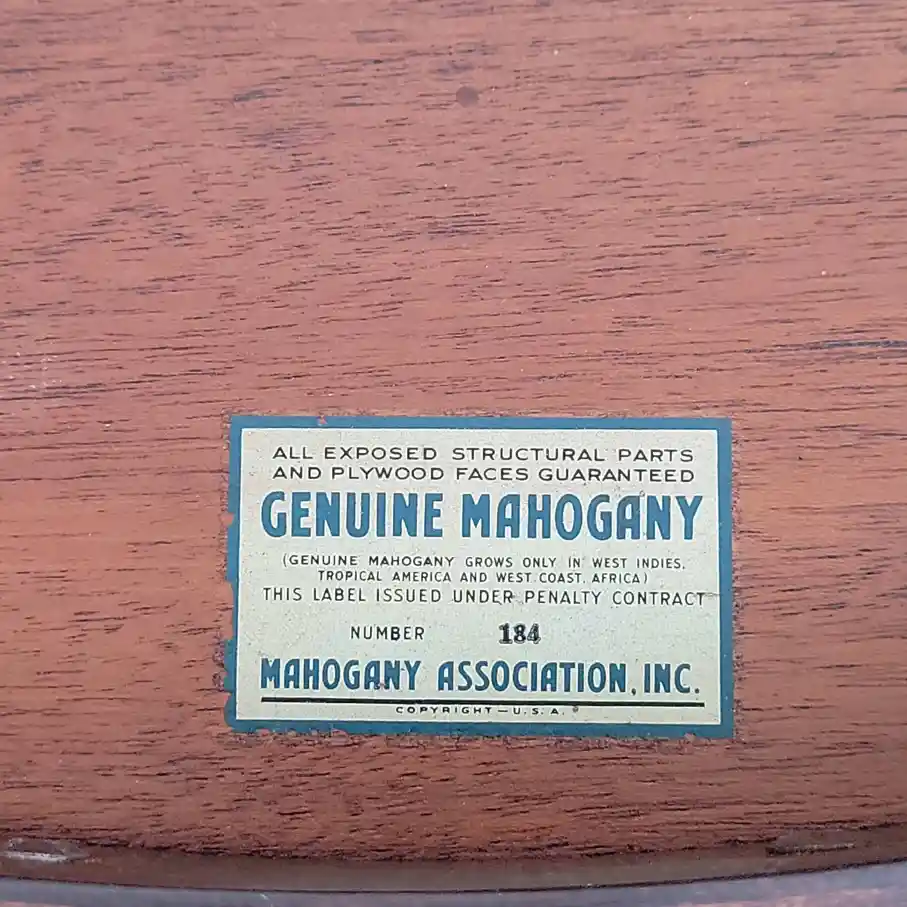 ALL EXPOSED STRUCTURAL PARTS
AND PLYWOOD FACES GUARANTEED
GENUINE MAHOGANY
(GENUINE MAHOGANY GROWS ONLY IN WEST INDIES,
TROPICAL AMERICA AND WEST COAST, AFRICA)
THIS LABEL ISSUED UNDER PENALTY CONTRACT
NUMBER 184
MAHOGANY ASSOCIATION, INC.
COPYRIGHT—U.S.A.